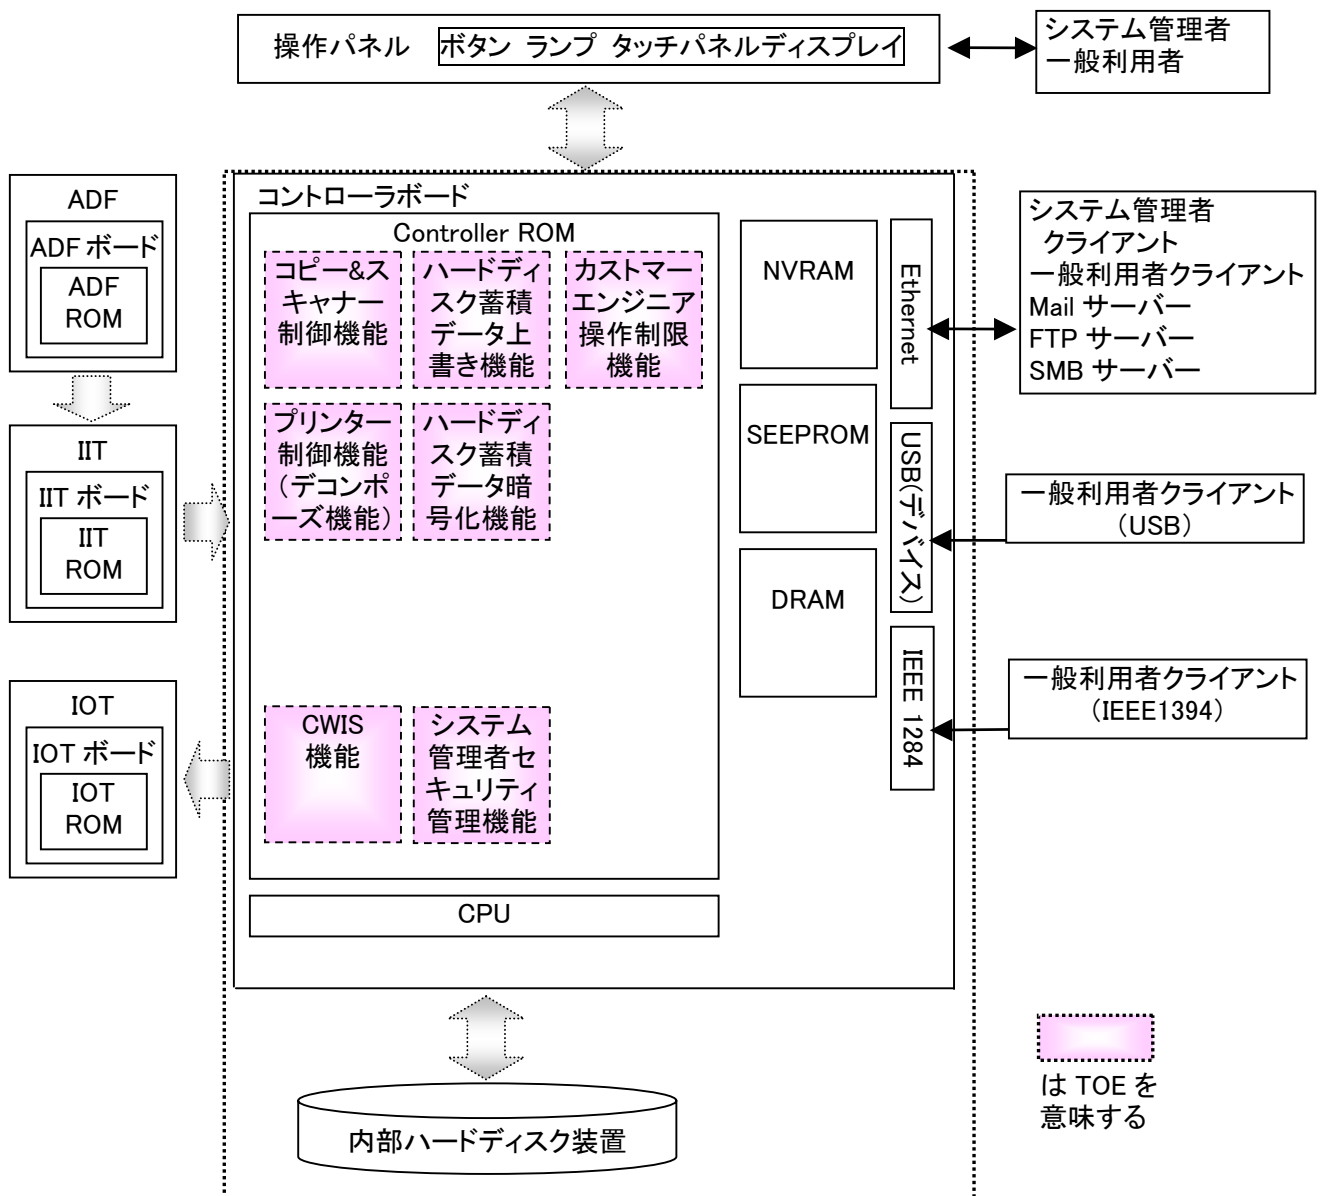 操作パネル ボタン ランプ タッチパネルディスプレイ
システム管理者
一般利用者
ADF
ADF ボード
ADF
ROM
IIT
IIT ボード
IIT
ROM
IOT
IOT ボード
IOT
ROM
コントローラボード
Controller ROM
コピー&ス
キャナー
制御機能
ハードディ
スク蓄積
データ上
書き機能
カストマー
エンジニア
操作制限
機能
プリンター
制御機能
（デコンポ
ーズ機能）
ハードディ
スク蓄積
データ暗
号化機能
CWIS
機能
システム
管理者セ
キュリティ
管理機能
CPU
NVRAM
SEEPROM
DRAM
Ethernet
USB(デバイス)
IEEE 1284
システム管理者
クライアント
一般利用者クライアント
Mail サーバー
FTP サーバー
SMB サーバー
一般利用者クライアント
（USB）
一般利用者クライアント
（IEEE1394）
内部ハードディスク装置
は TOE を
意味する